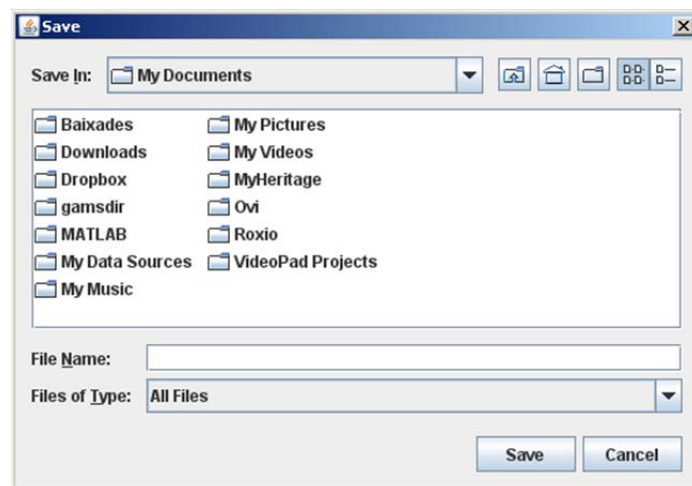 Save
Save In: My Documents
Baixades
Downloads
Dropbox
gamsdir
MATLAB
My Data Sources
My Music
My Pictures
My Videos
MyHeritage
Ovi
Roxio
VideoPad Projects
File Name:
Files of Type: All Files
Save Cancel